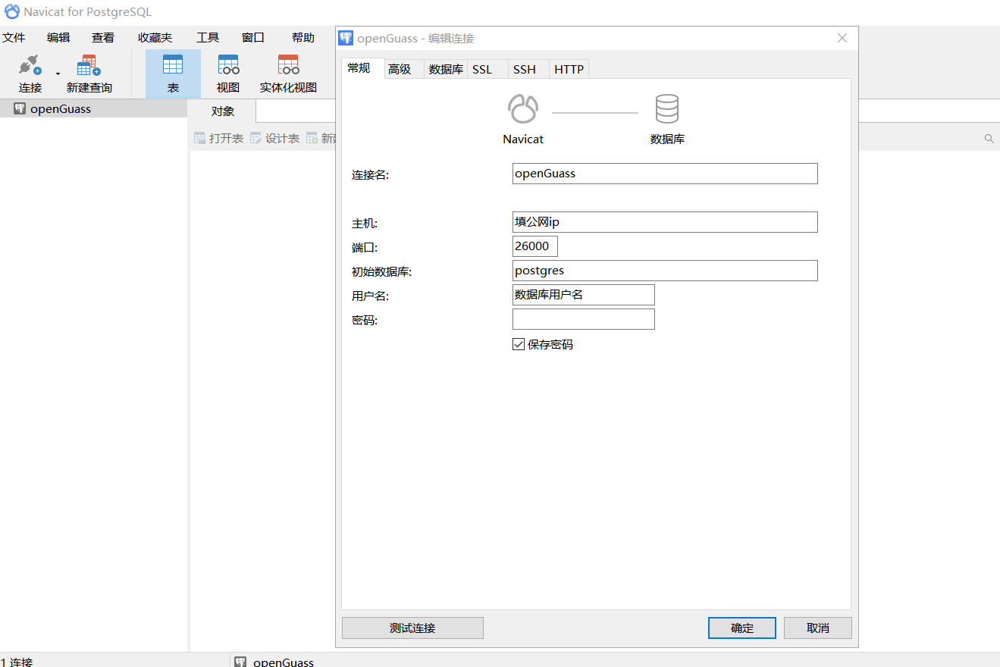 Navicat for PostgreSQL
文件 编辑 查看 收藏夹 工具 窗口 帮助
连接 新建查询 表 视图 实体化视图
openGuass
对象
打开表 设计表
openGuass - 编辑连接
常规 高级 数据库 SSL SSH HTTP
Navicat 数据库
连接名: openGuass
主机: 填公网ip
端口: 26000
初始数据库: postgres
用户名: 数据库用户名
密码:
保存密码
测试连接 确定 取消
1 连接 openGuass